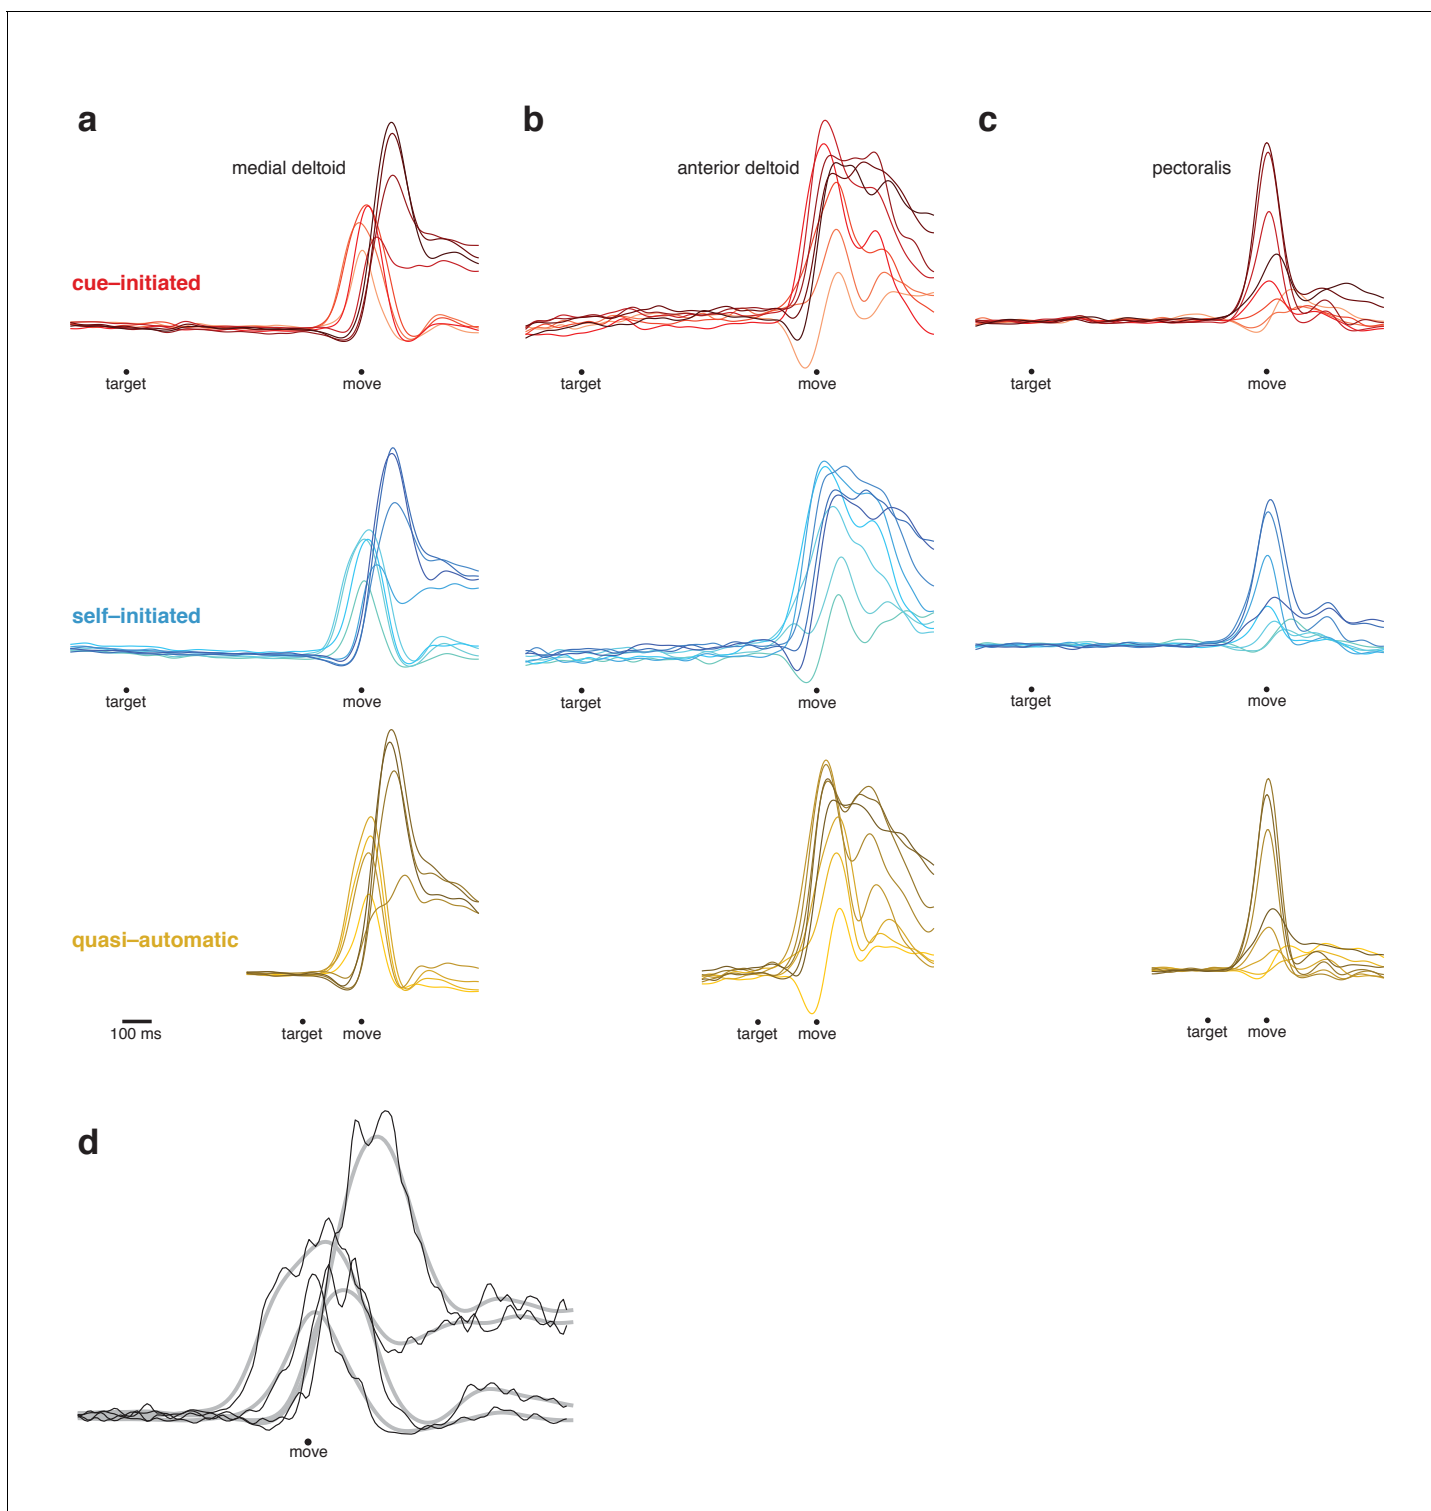 a
b
c
medial deltoid
anterior deltoid
pectoralis
cue–initiated
target
move
target
move
target
move
self–initiated
target
move
target
move
target
move
quasi–automatic
100 ms
target
move
target
move
target
move
d
move